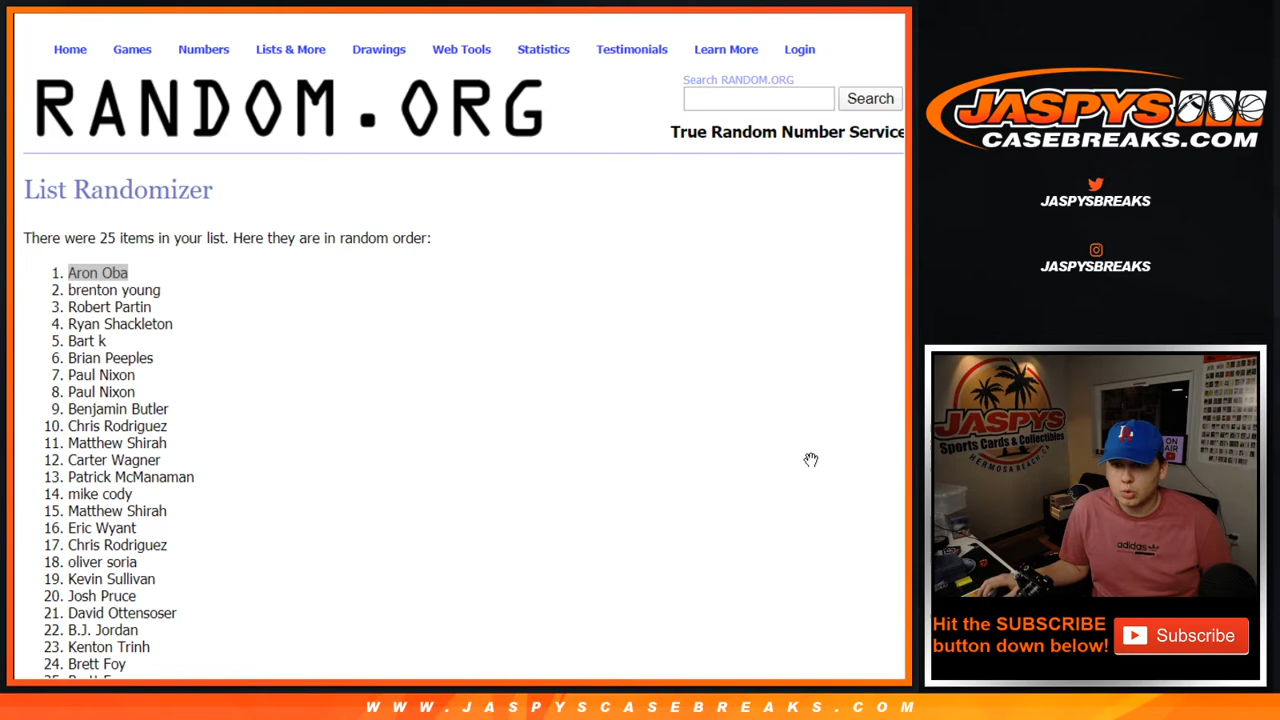 Home Games Numbers Lists & More Drawings Web Tools Statistics Testimonials Learn More Login
RANDOM.ORG
Search RANDOM.ORG
Search
True Random Number Service
List Randomizer
There were 25 items in your list. Here they are in random order:
1. Aron Oba
2. brenton young
3. Robert Partin
4. Ryan Shackleton
5. Bart k
6. Brian Peeples
7. Paul Nixon
8. Paul Nixon
9. Benjamin Butler
10. Chris Rodriguez
11. Matthew Shirah
12. Carter Wagner
13. Patrick McManaman
14. mike cody
15. Matthew Shirah
16. Eric Wyant
17. Chris Rodriguez
18. oliver soria
19. Kevin Sullivan
20. Josh Pruce
21. David Ottensoser
22. B.J. Jordan
23. Kenton Trinh
24. Brett Foy
JASPYS
CASEBREAKS.COM
JASPYSBREAKS
JASPYSBREAKS
JASPYS
Sports Cards & Collectibles
HERMOSA BEACH, CA
ON
AIR
adidas
Hit the SUBSCRIBE
button down below!
Subscribe
WWW.JASPYSCASEBREAKS.COM